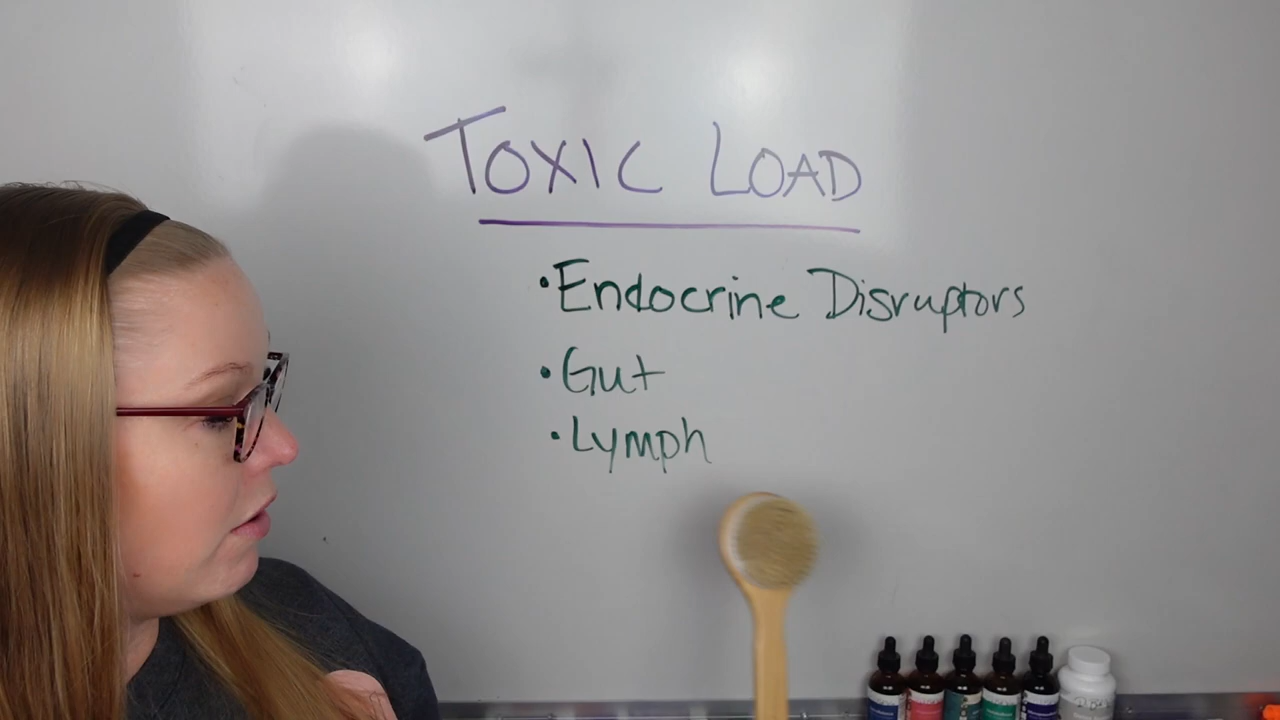 TOXIC LOAD
• Endocrine Disruptors
• Gut
• Lymph